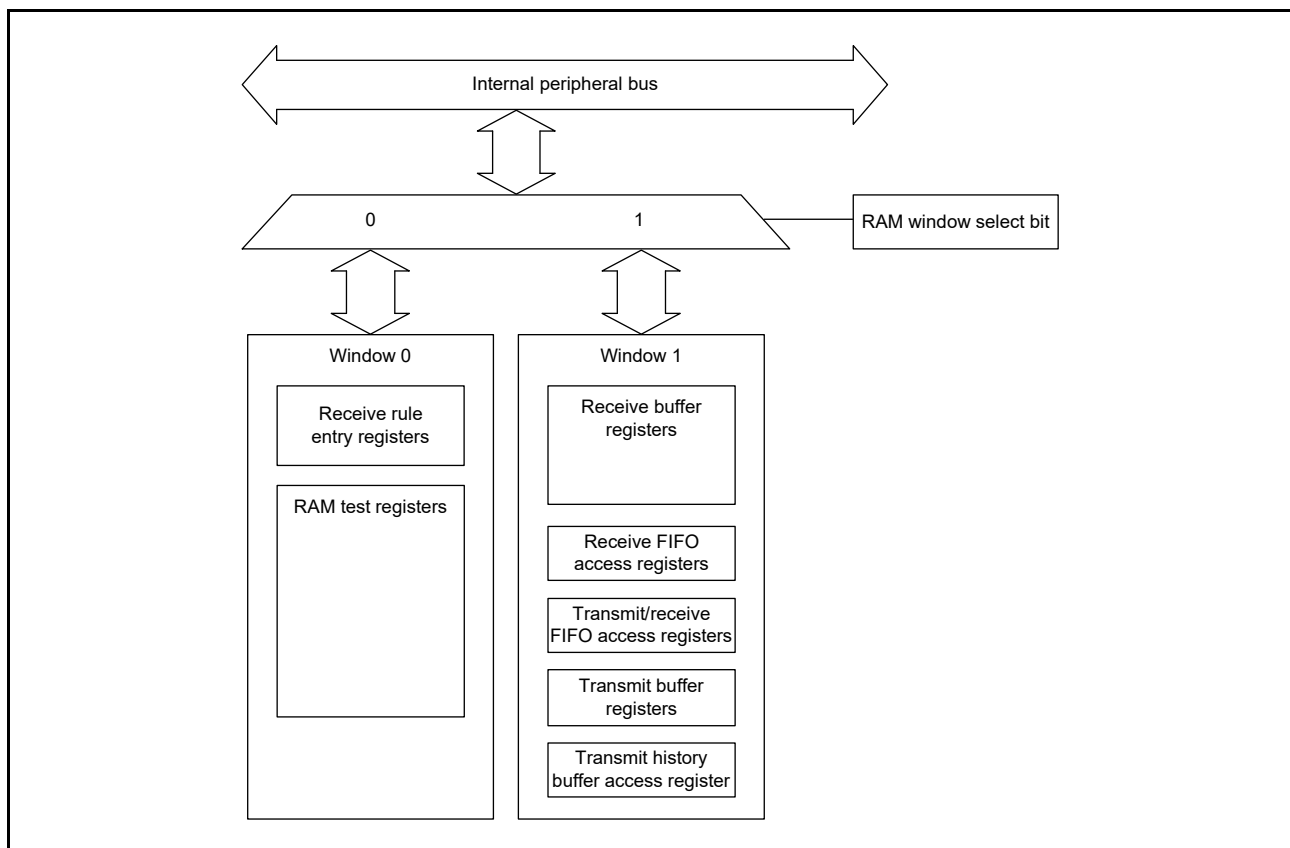 Internal peripheral bus
0
1
RAM window select bit
Window 0
Receive rule
entry registers
RAM test registers
Window 1
Receive buffer
registers
Receive FIFO
access registers
Transmit/receive
FIFO access registers
Transmit buffer
registers
Transmit history
buffer access register